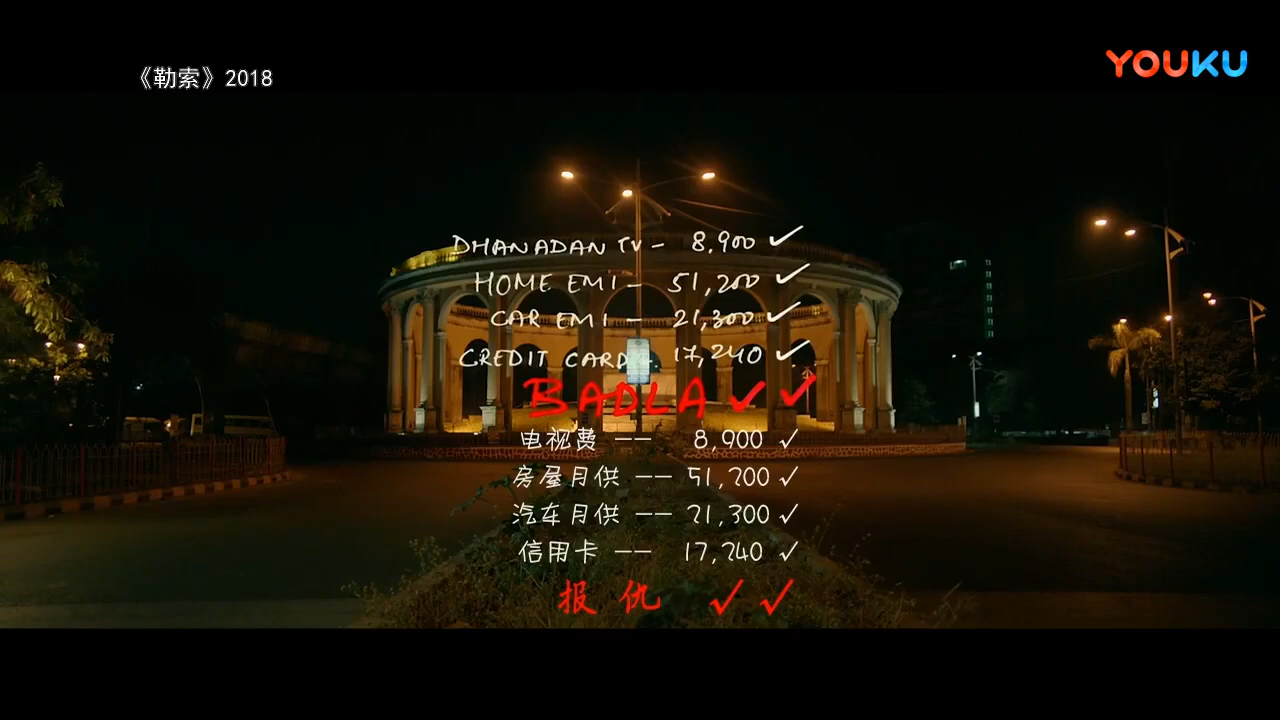 《勒索》2018
YOUKU
DHANADAN TV - 8,900 ✓
HOME EMI - 51,200 ✓
CAR EMI - 21,300 ✓
CREDIT CARD - 17,240 ✓
BADLA ✓ ✓
电视费 —— 8,900 ✓
房屋月供 —— 51,200 ✓
汽车月供 —— 21,300 ✓
信用卡 —— 17,240 ✓
报仇 ✓ ✓